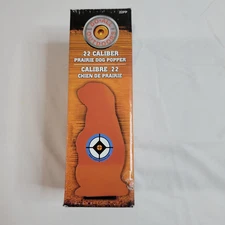 22 CALIBER
PRAIRIE DOG POPPER
CALIBRE 22
CHIEN DE PRAIRIE